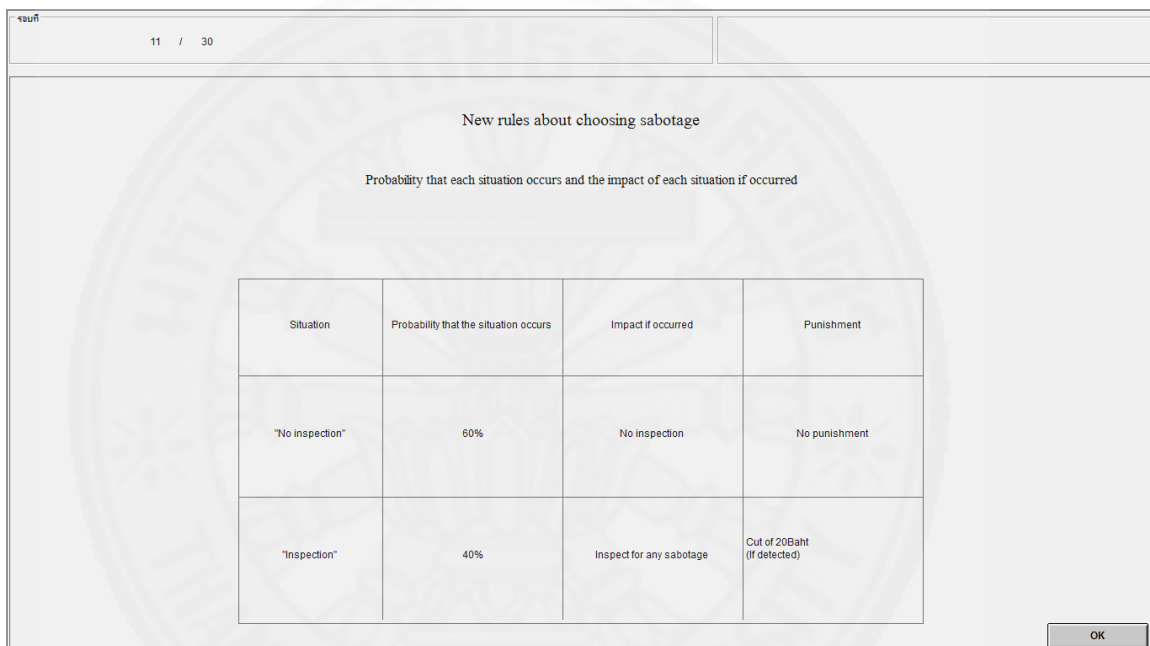 รอบที่
11 / 30
New rules about choosing sabotage
Probability that each situation occurs and the impact of each situation if occurred
Situation Probability that the situation occurs Impact if occurred Punishment
"No inspection" 60% No inspection No punishment
"Inspection" 40% Inspect for any sabotage Cut of 20Baht
(If detected)
OK